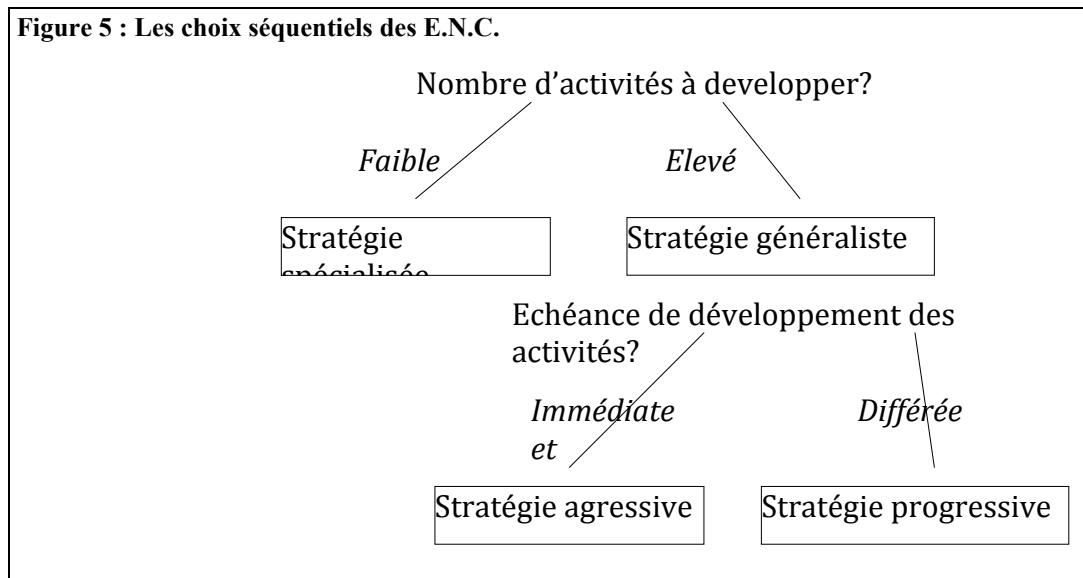 Figure 5 : Les choix séquentiels des E.N.C.
Nombre d'activités à developper?
Faible
Elevé
Stratégie
spécialisée
Stratégie généraliste
Echéance de développement des
activités?
Immédiate
et
Différée
Stratégie agressive
Stratégie progressive